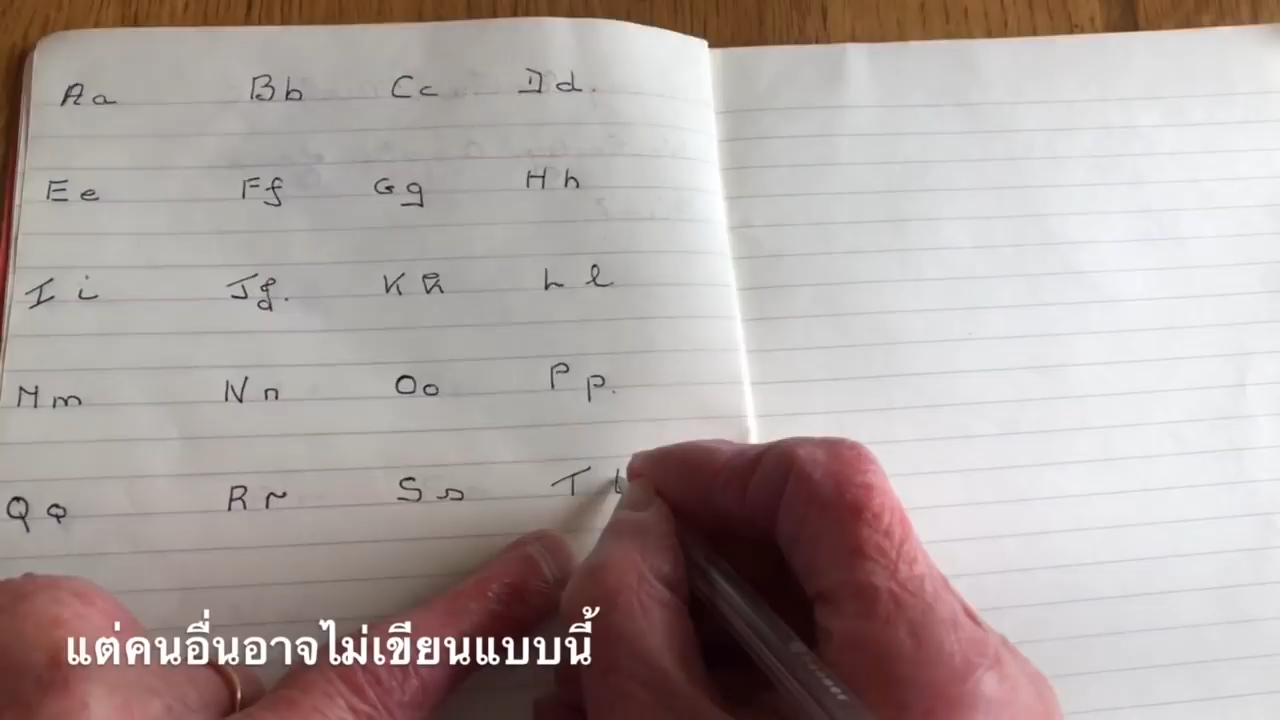 Aa Bb Cc Dd.
Ee Ff Gg Hh
Ii Jj. Kk Ll
Mm Nn Oo Pp.
Qq Rr Ss Tt
แต่คนอื่นอาจไม่เขียนแบบนี้